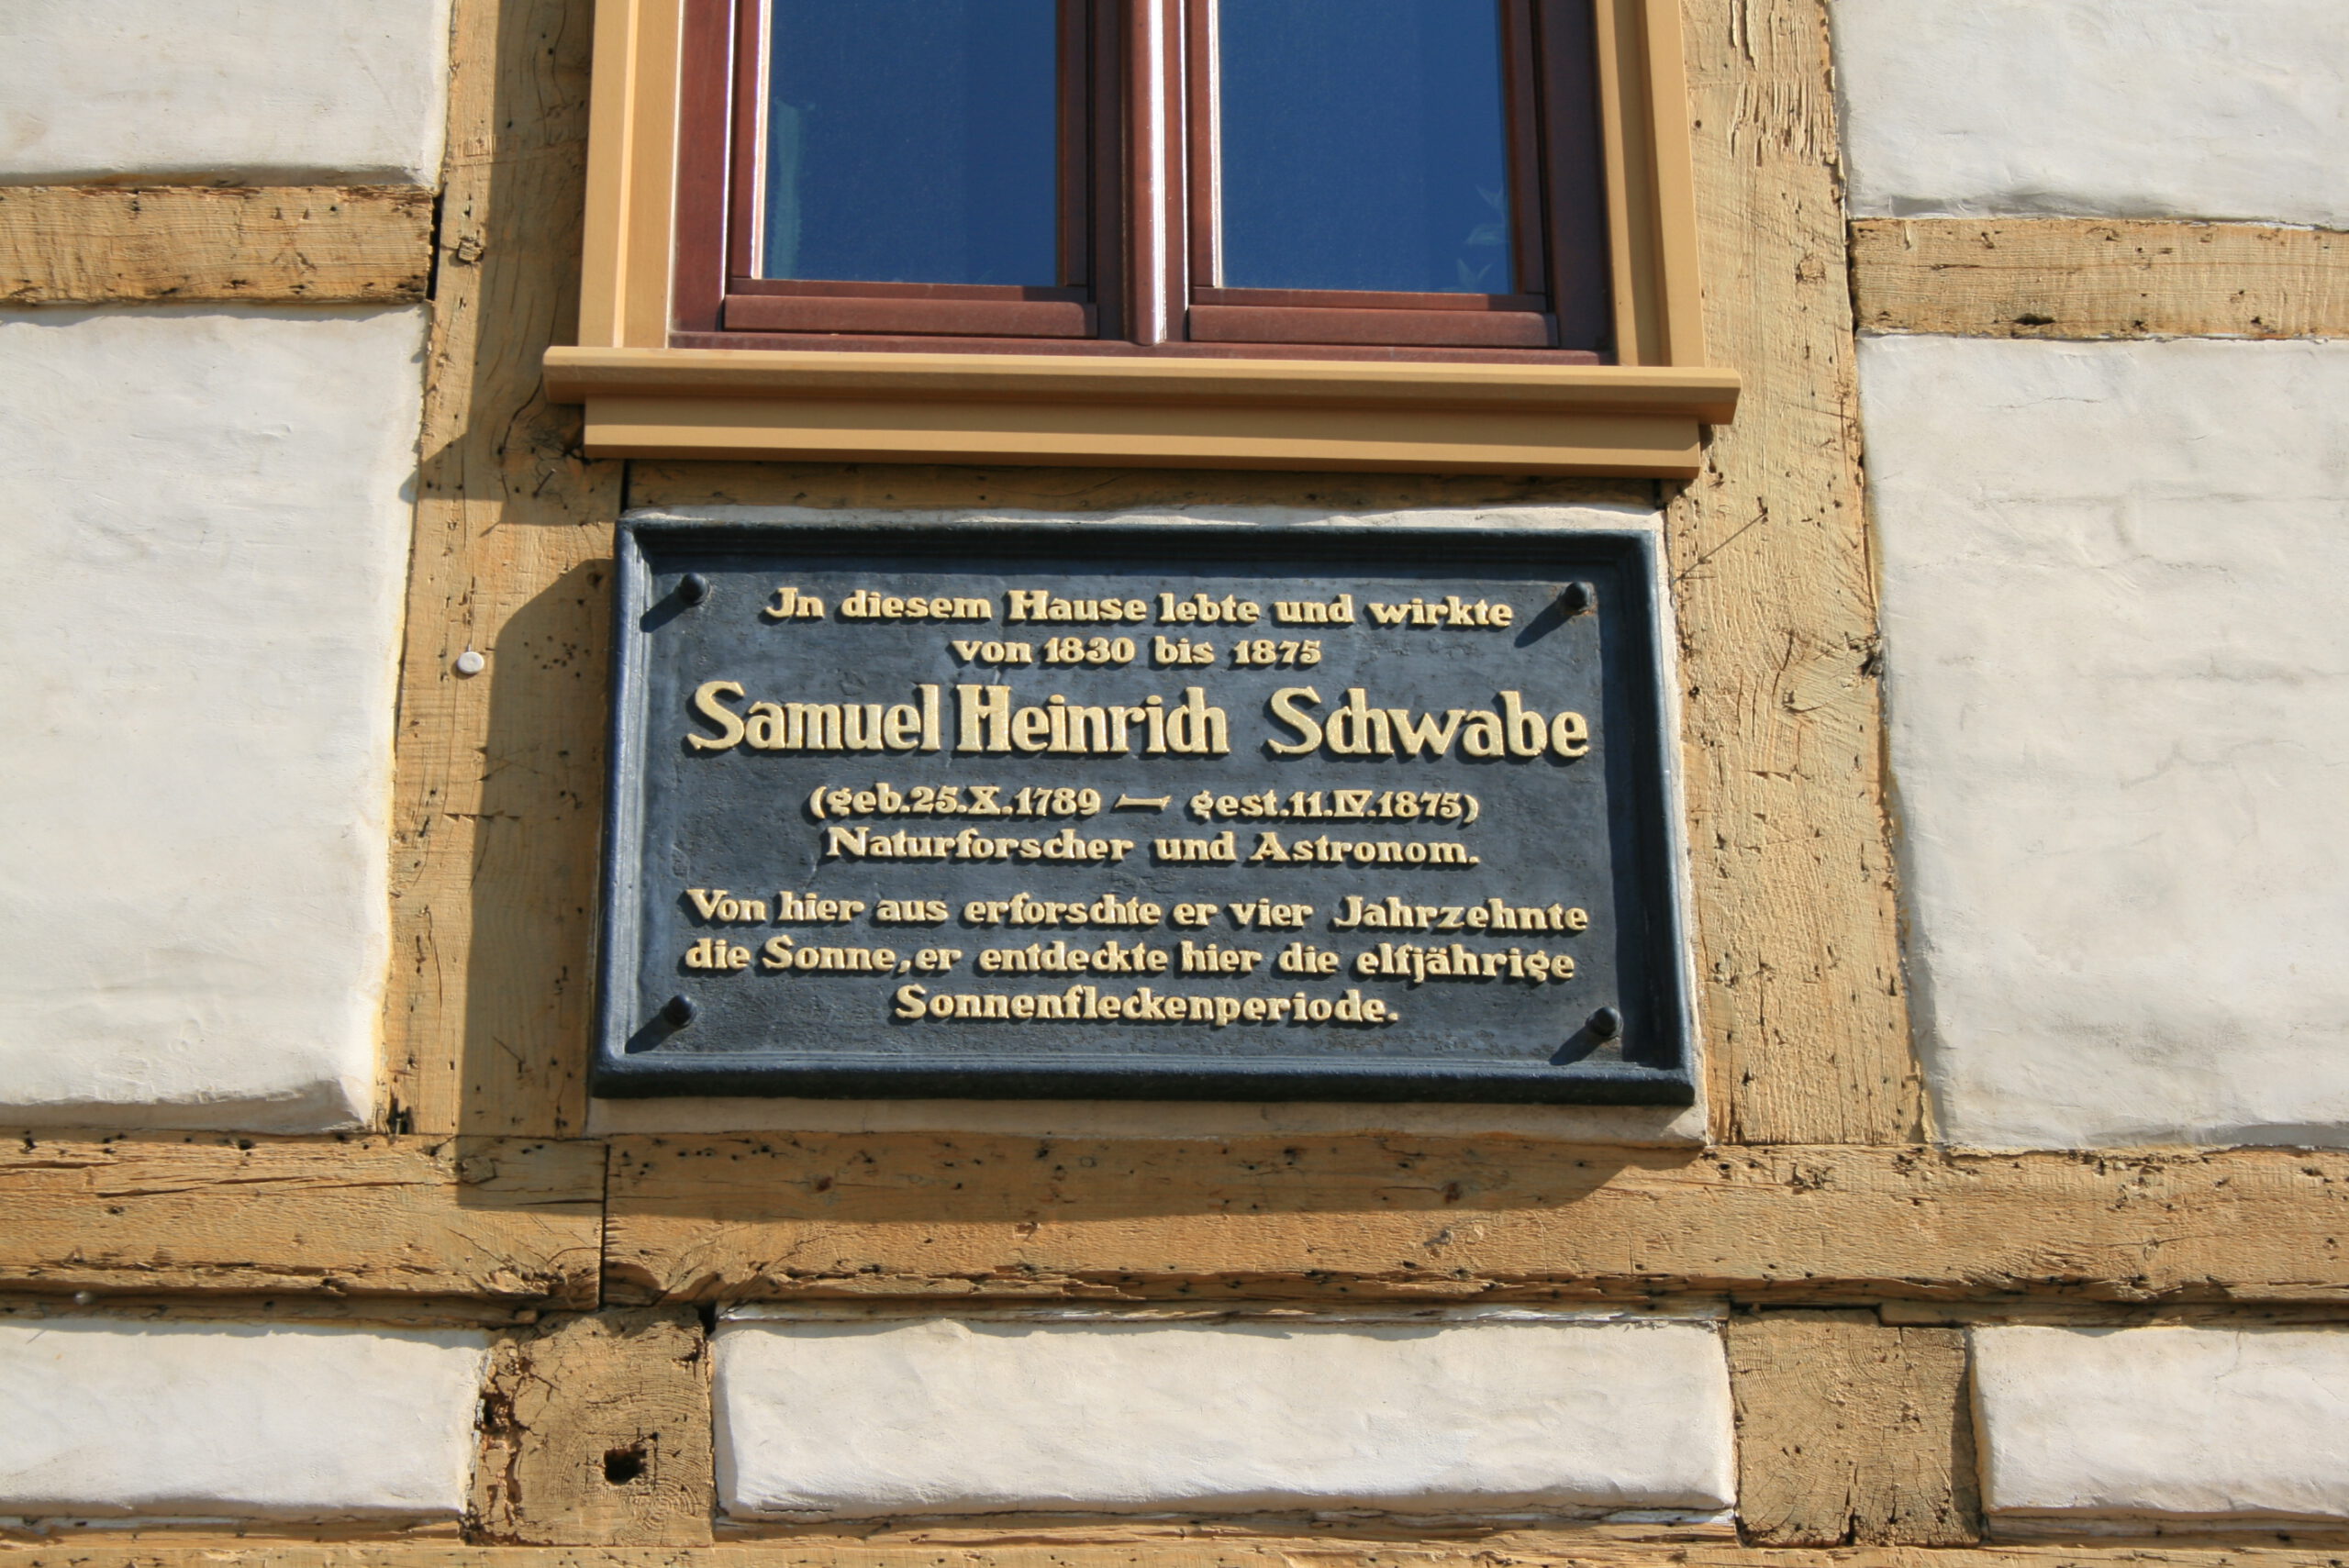 Jn diesem Hause lebte und wirkte
von 1830 bis 1875
Samuel Heinrich Schwabe
(geb.25.X.1789 — gest.11.IV.1875)
Naturforscher und Astronom.
Von hier aus erforschte er vier Jahrzehnte
die Sonne, er entdeckte hier die elfjährige
Sonnenfleckenperiode.